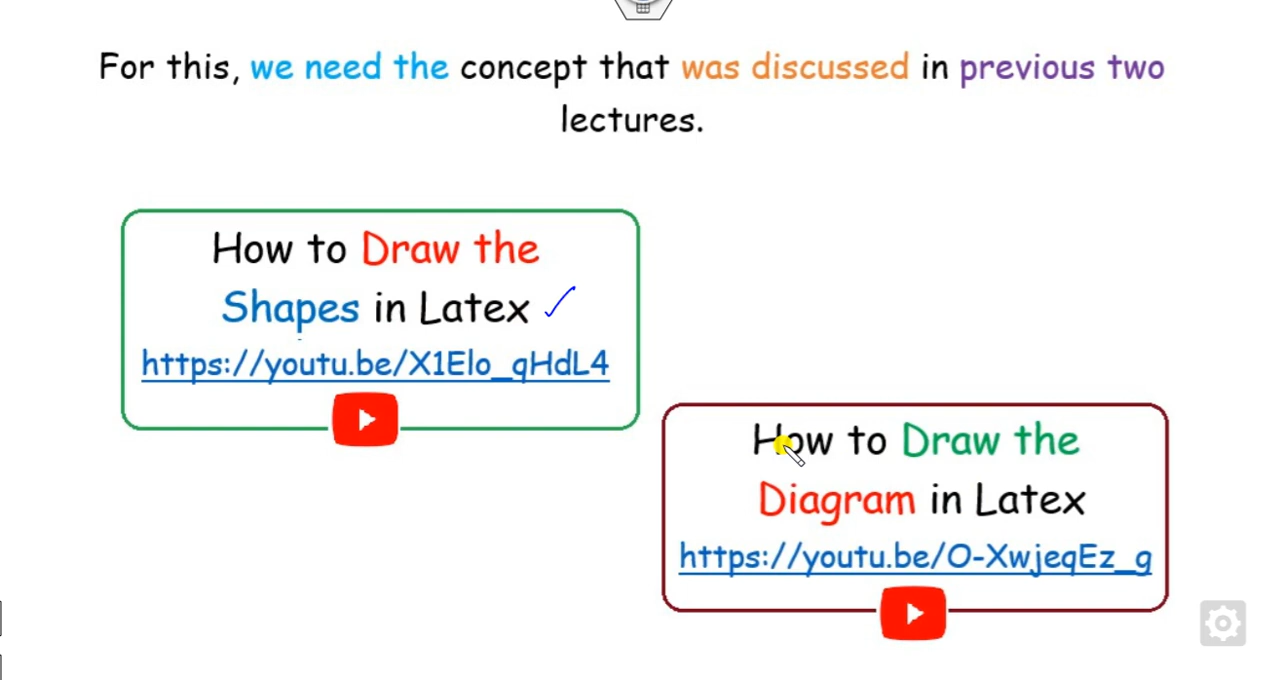 For this, we need the concept that was discussed in previous two
lectures.
How to Draw the
Shapes in Latex
https://youtu.be/X1Elo_qHdL4
How to Draw the
Diagram in Latex
https://youtu.be/O-XwjeqEz_g